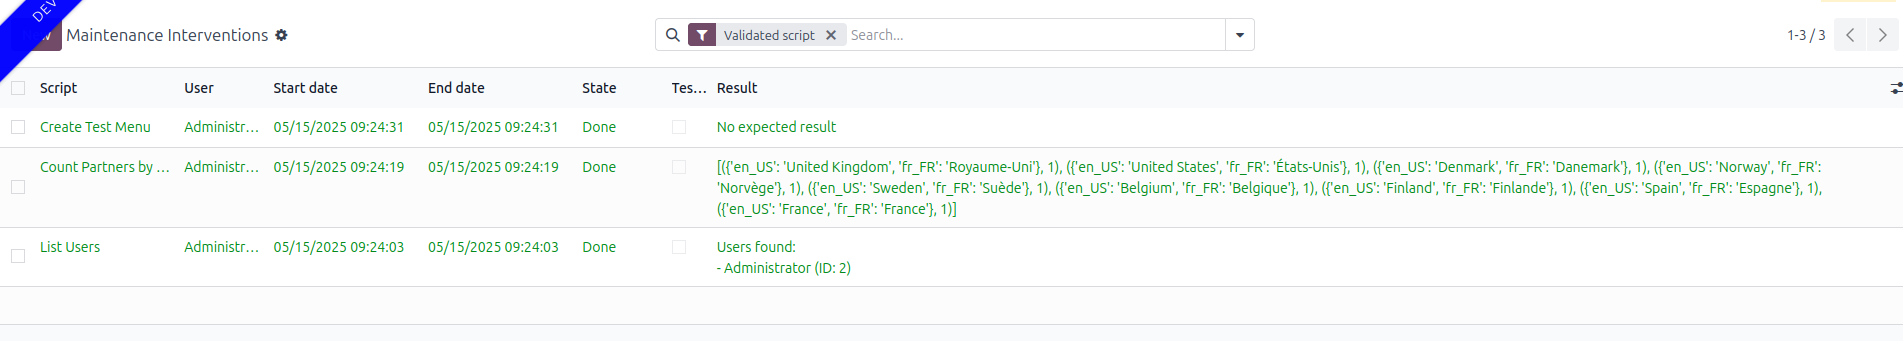 DEV
Maintenance Interventions
Validated script
Search...
1-3 / 3
Script User Start date End date State Tes... Result
Create Test Menu Administr... 05/15/2025 09:24:31 05/15/2025 09:24:31 Done No expected result
Count Partners by ... Administr... 05/15/2025 09:24:19 05/15/2025 09:24:19 Done [({'en_US': 'United Kingdom', 'fr_FR': 'Royaume-Uni'}, 1), ({'en_US': 'United States', 'fr_FR': 'États-Unis'}, 1), ({'en_US': 'Denmark', 'fr_FR': 'Danemark'}, 1), ({'en_US': 'Norway', 'fr_FR':
'Norvège'}, 1), ({'en_US': 'Sweden', 'fr_FR': 'Suède'}, 1), ({'en_US': 'Belgium', 'fr_FR': 'Belgique'}, 1), ({'en_US': 'Finland', 'fr_FR': 'Finlande'}, 1), ({'en_US': 'Spain', 'fr_FR': 'Espagne'}, 1),
({'en_US': 'France', 'fr_FR': 'France'}, 1)]
List Users Administr... 05/15/2025 09:24:03 05/15/2025 09:24:03 Done Users found:
- Administrator (ID: 2)